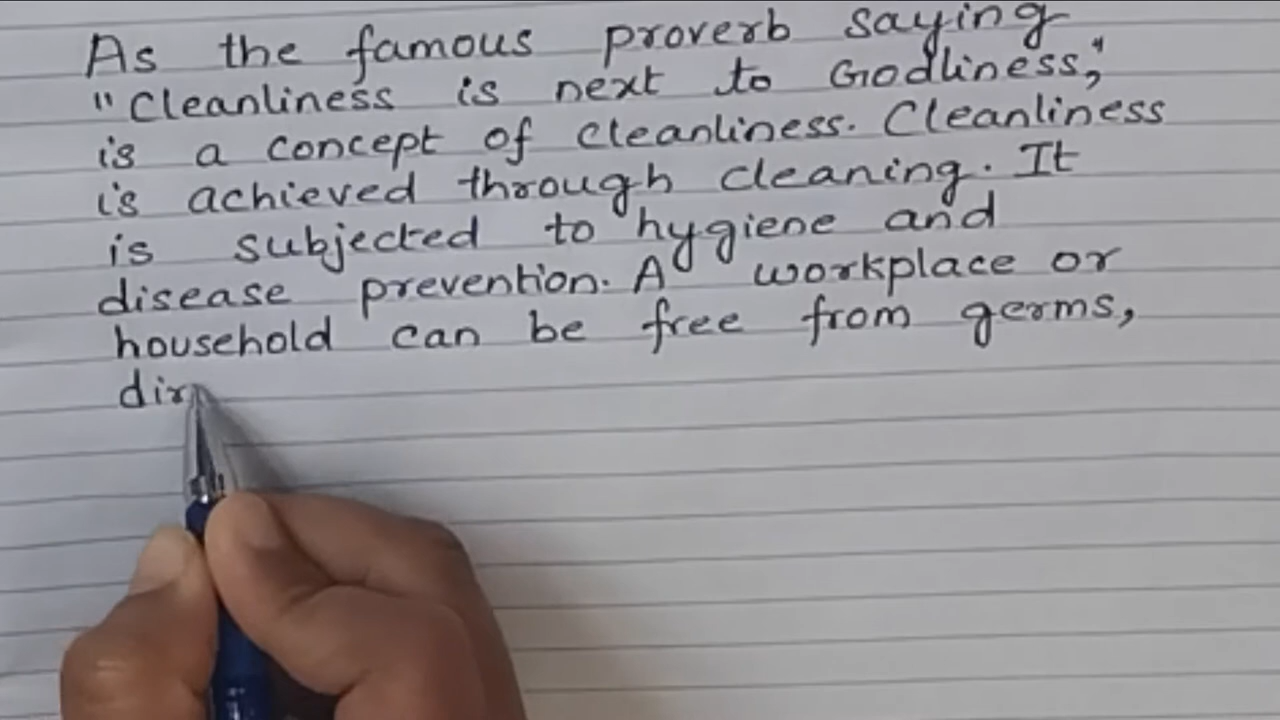 As the famous proverb saying
"Cleanliness is next to Godliness,"
is a concept of cleanliness. Cleanliness
is achieved through cleaning. It
is subjected to hygiene and
disease prevention. A workplace or
household can be free from germs,
dir